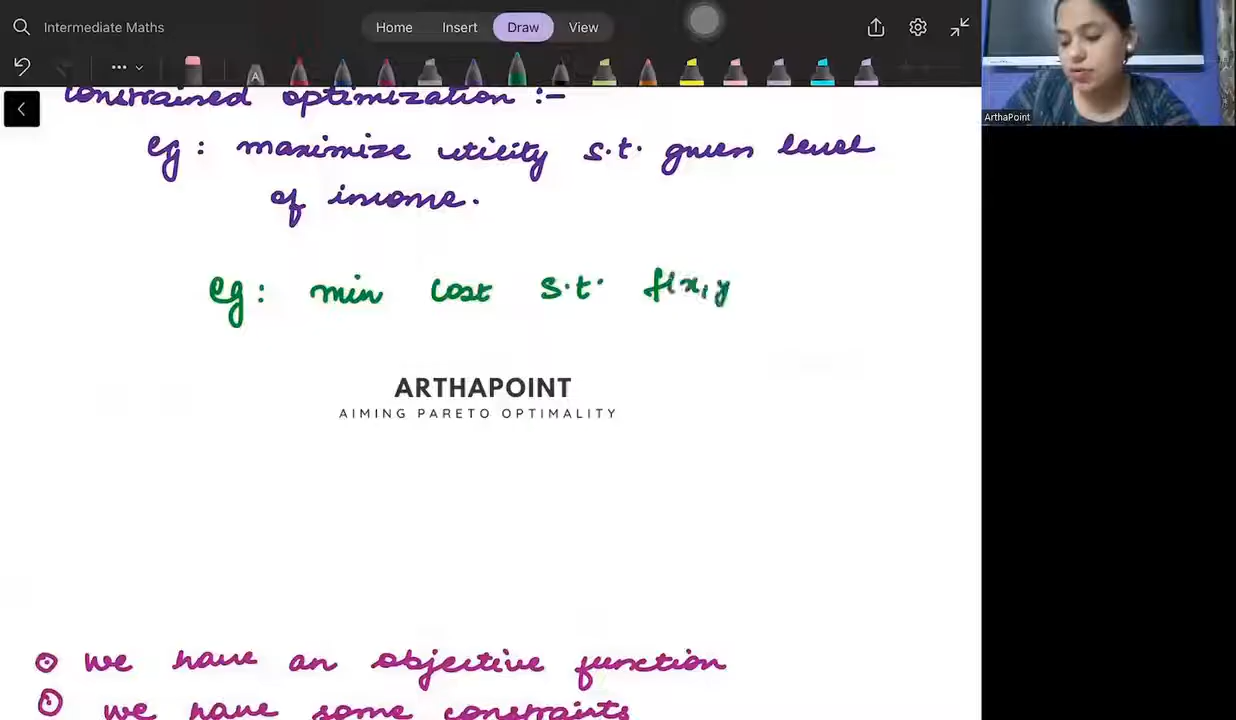 Intermediate Maths
Home Insert Draw View
A
ArthaPoint
Constrained optimization :-
eg : maximize utility s.t. given level
of income.
eg : min cost s.t. f(x, y
ARTHAPOINT
AIMING PARETO OPTIMALITY
we have an objective function
we have some constraints